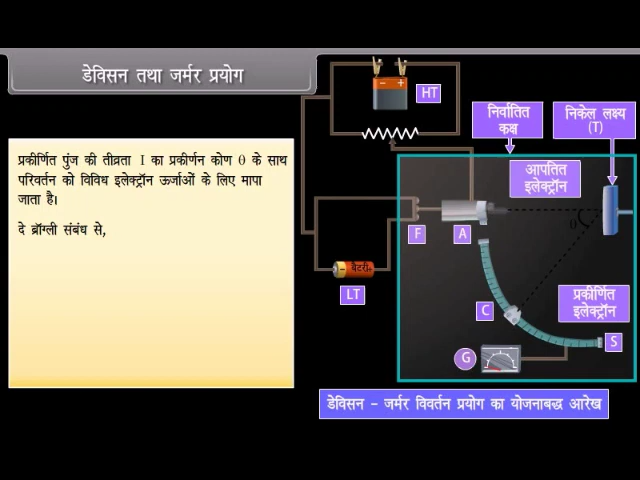 डेविसन तथा जर्मर प्रयोग
प्रकीर्णित पुंज की तीव्रता I का प्रकीर्णन कोण θ के साथ
परिवर्तन को विविध इलेक्ट्रॉन ऊर्जाओं के लिए मापा
जाता है।
दे ब्रॉग्ली संबंध से,
− +
HT
निर्वातित
कक्ष
निकेल लक्ष्य
(T)
आपतित
इलेक्ट्रॉन
F
A
θ
− बैटरी +
LT
प्रकीर्णित
इलेक्ट्रॉन
C
S
G
डेविसन - जर्मर विवर्तन प्रयोग का योजनाबद्ध आरेख